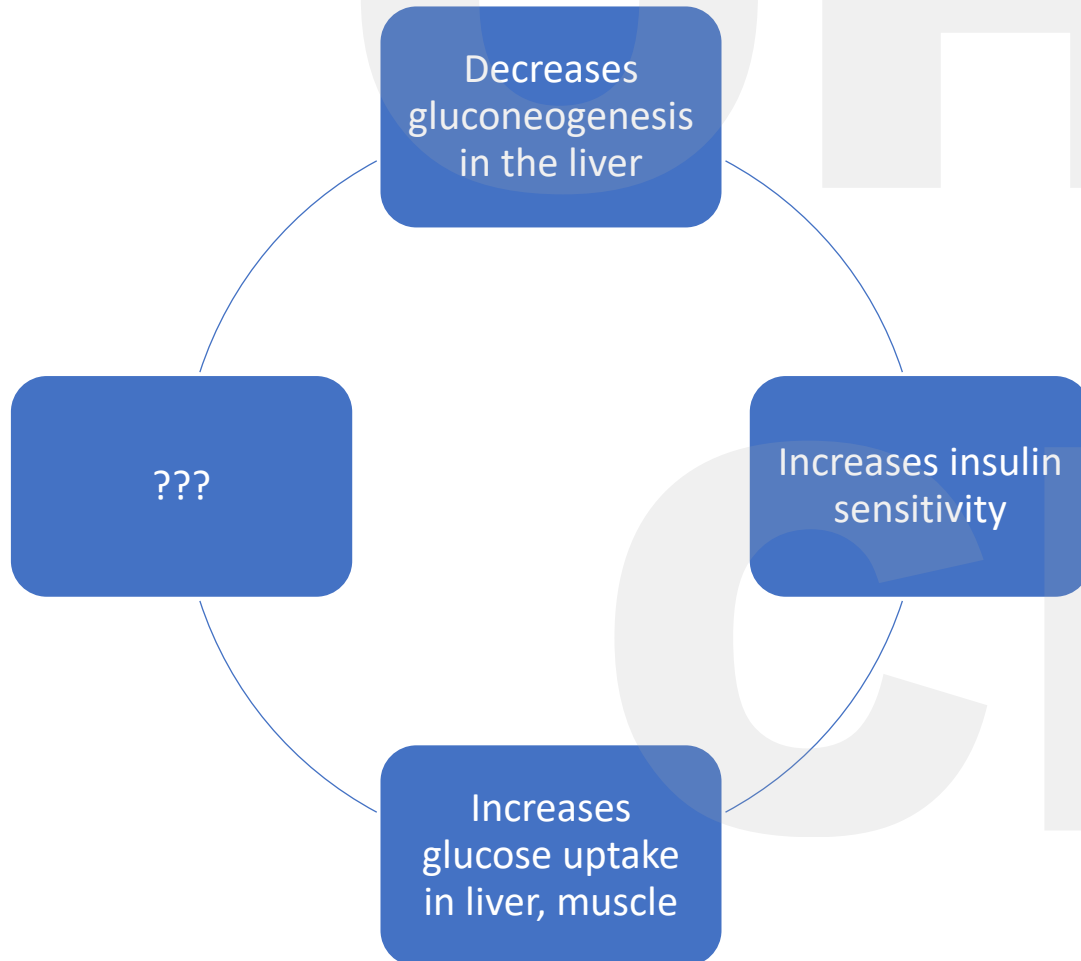 Decreases
gluconeogenesis
in the liver
???
Increases insulin
sensitivity
Increases
glucose uptake
in liver, muscle